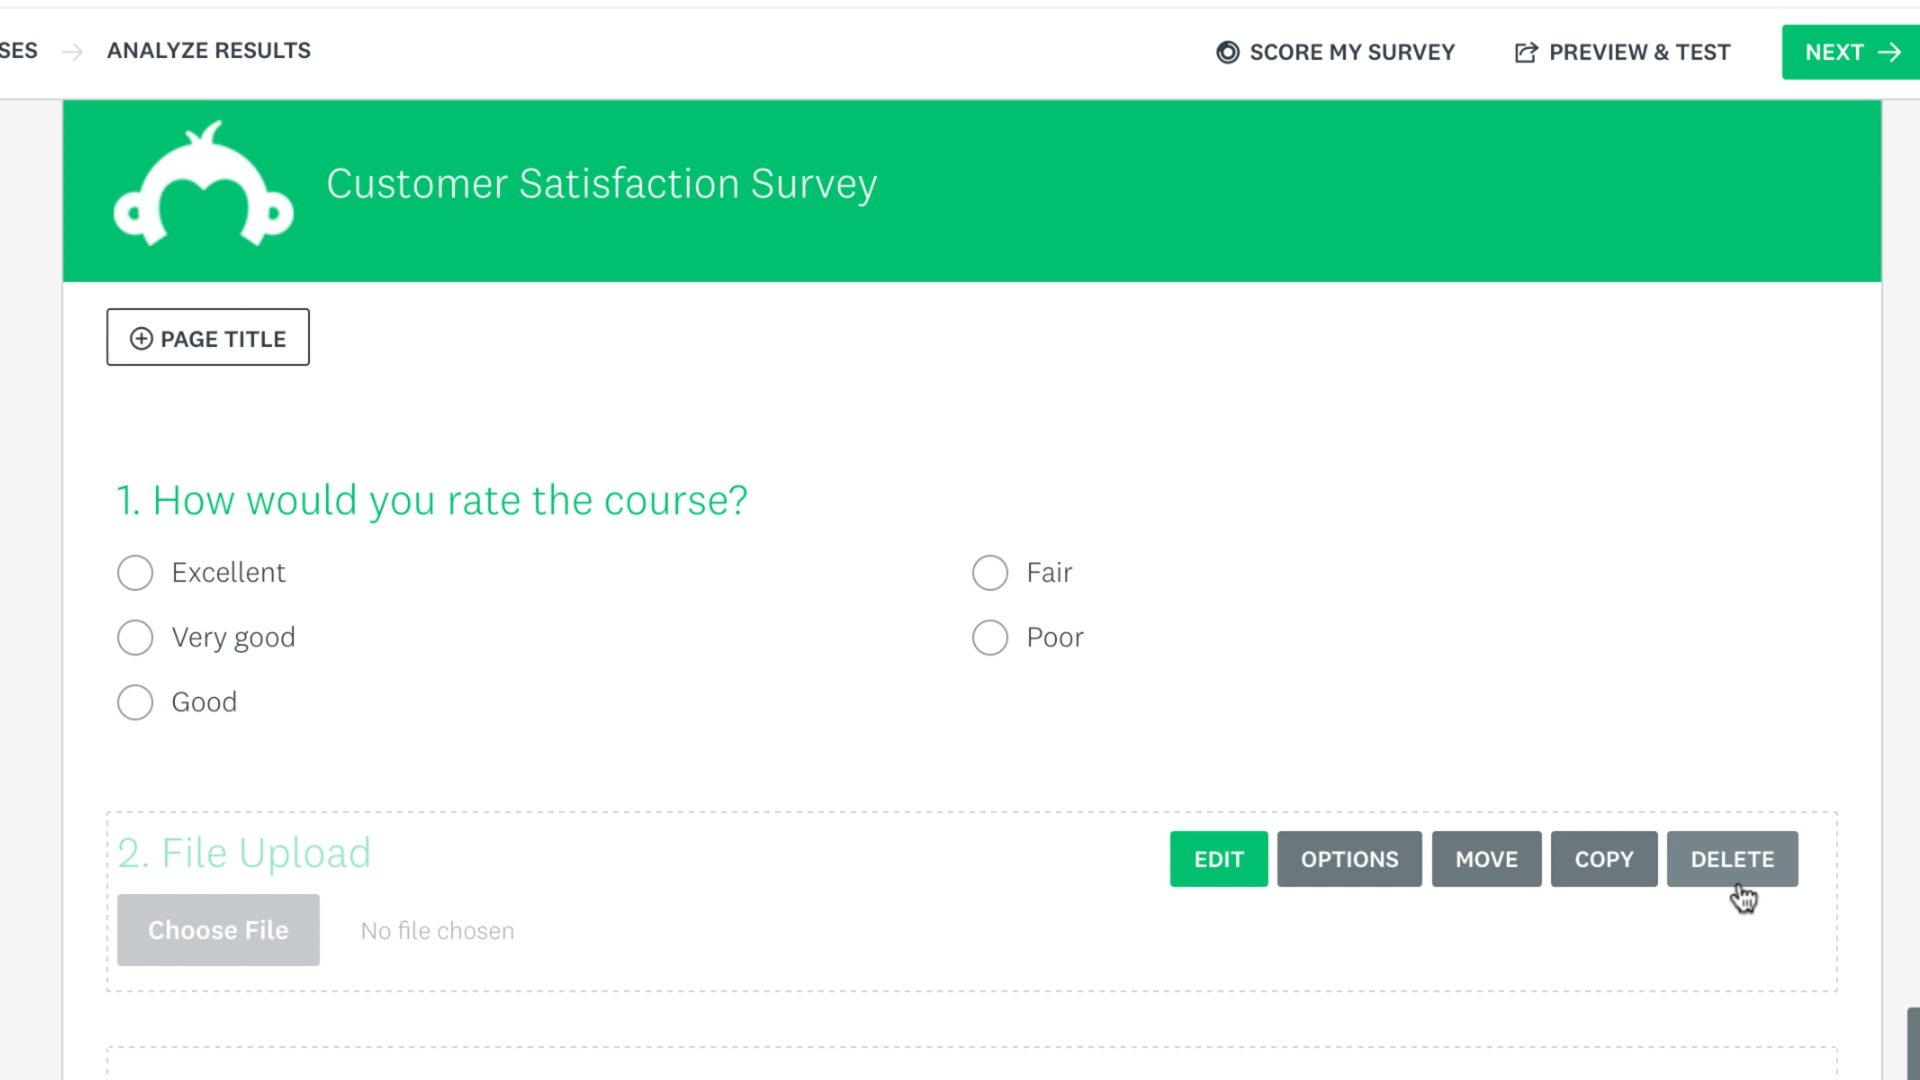 SES → ANALYZE RESULTS
SCORE MY SURVEY
PREVIEW & TEST
NEXT →
Customer Satisfaction Survey
PAGE TITLE
1. How would you rate the course?
Excellent
Fair
Very good
Poor
Good
2. File Upload
EDIT
OPTIONS
MOVE
COPY
DELETE
Choose File
No file chosen